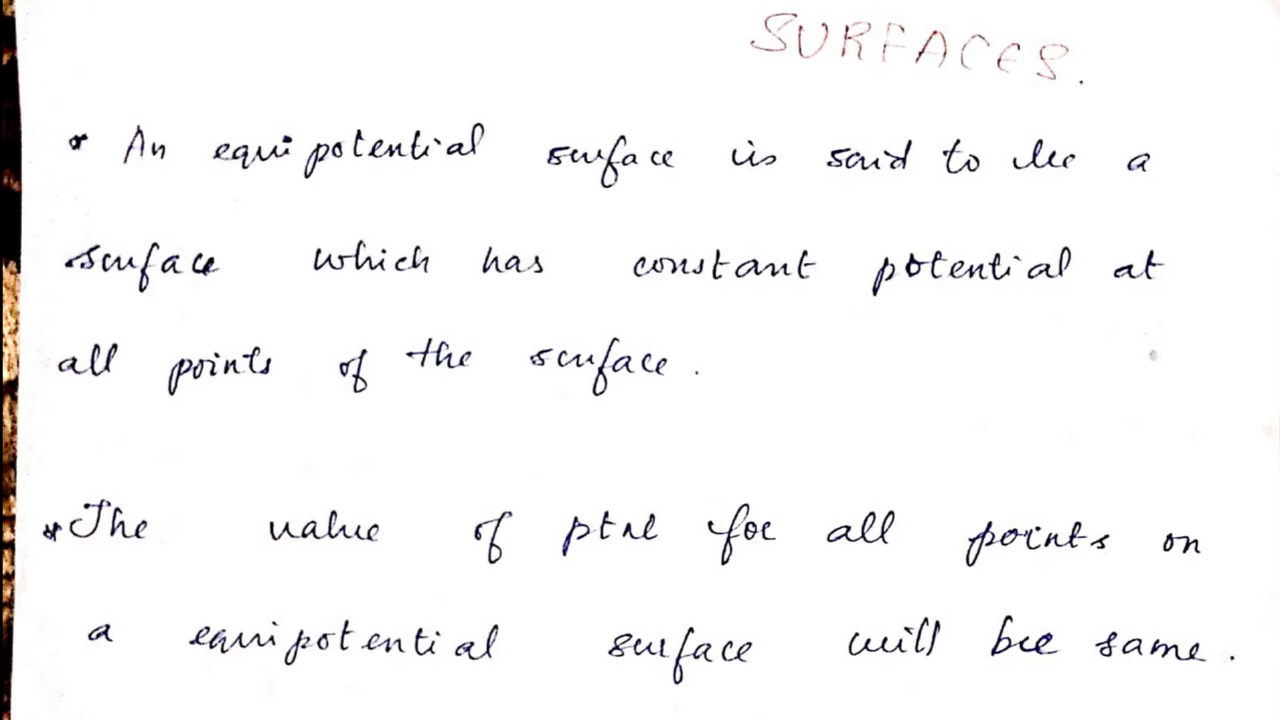 SURFACES.
* An equipotential surface is said to be a
surface which has constant potential at
all points of the surface.
* The value of ptnl for all points on
a equipotential surface will be same.